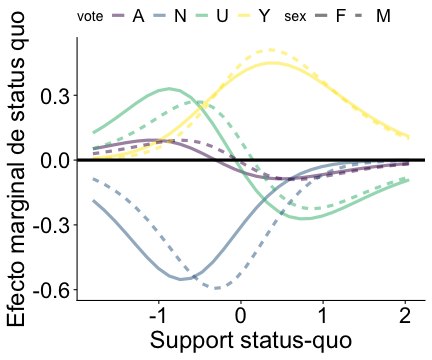 vote A N U Y sex F M
Efecto marginal de status quo
0.3
0.0
-0.3
-0.6
-1 0 1 2
Support status-quo